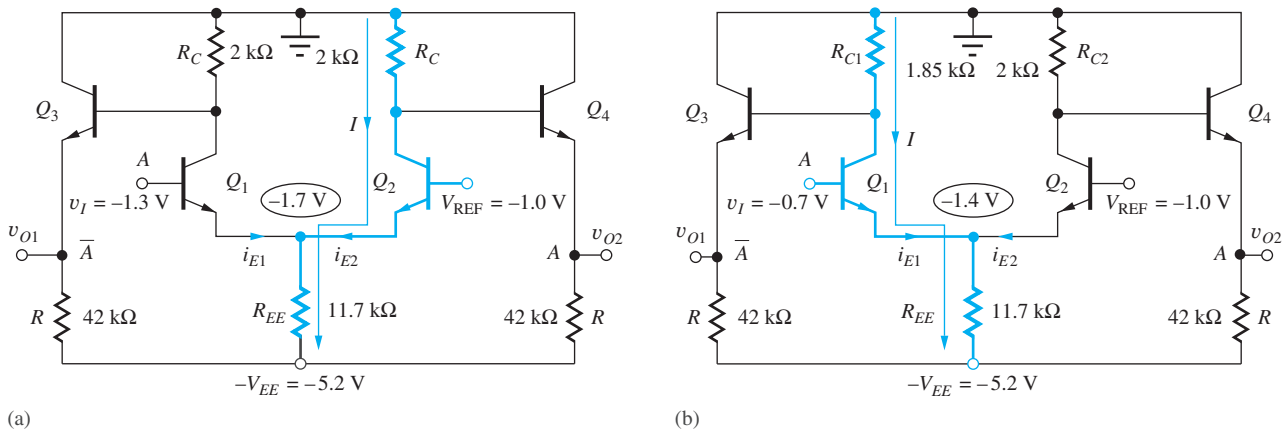 R_C 2 kΩ 2 kΩ R_C
Q_3 Q_4
I
A
Q_1 –1.7 V Q_2
v_I = –1.3 V V_REF = –1.0 V
v_O1 A̅ A v_O2
i_E1 i_E2
R 42 kΩ R_EE 11.7 kΩ 42 kΩ R
–V_EE = –5.2 V
(a)
R_C1 1.85 kΩ 2 kΩ R_C2
Q_3 Q_4
I
A
Q_1 –1.4 V Q_2
v_I = –0.7 V V_REF = –1.0 V
v_O1 A̅ A v_O2
i_E1 i_E2
R 42 kΩ R_EE 11.7 kΩ 42 kΩ R
–V_EE = –5.2 V
(b)